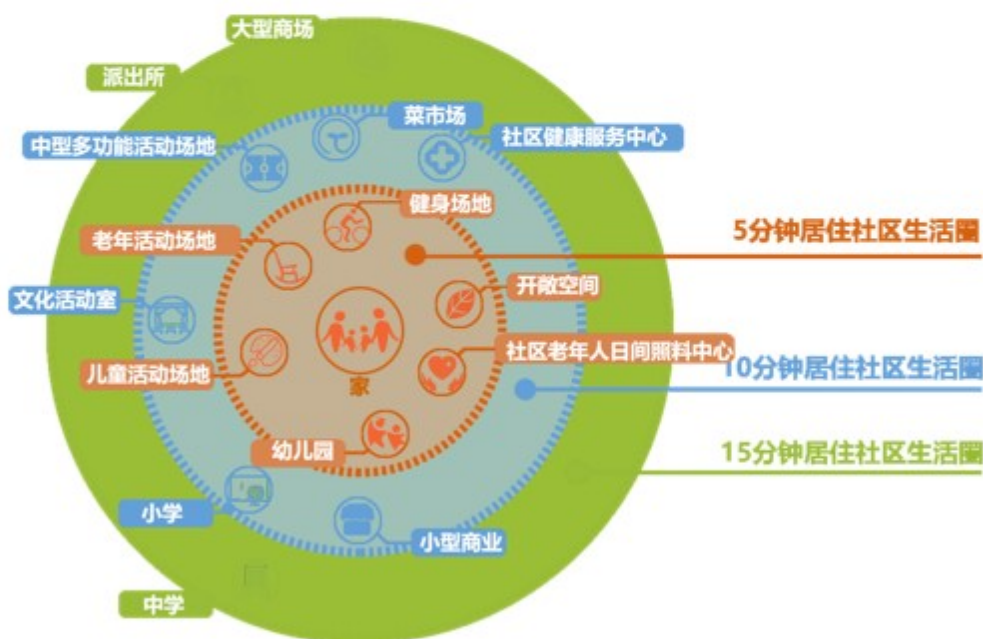 大型商场
派出所
菜市场
中型多功能活动场地
社区健康服务中心
健身场地
5分钟居住社区生活圈
老年活动场地
开敞空间
文化活动室
社区老年人日间照料中心
10分钟居住社区生活圈
儿童活动场地
家
幼儿园
15分钟居住社区生活圈
小学
小型商业
中学